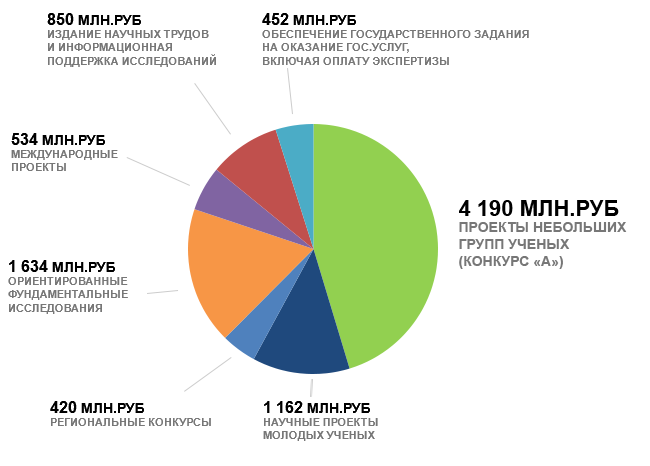 850 МЛН.РУБ
ИЗДАНИЕ НАУЧНЫХ ТРУДОВ
И ИНФОРМАЦИОННАЯ
ПОДДЕРЖКА ИССЛЕДОВАНИЙ
452 МЛН.РУБ
ОБЕСПЕЧЕНИЕ ГОСУДАРСТВЕННОГО ЗАДАНИЯ
НА ОКАЗАНИЕ ГОС.УСЛУГ,
ВКЛЮЧАЯ ОПЛАТУ ЭКСПЕРТИЗЫ
534 МЛН.РУБ
МЕЖДУНАРОДНЫЕ
ПРОЕКТЫ
4 190 МЛН.РУБ
ПРОЕКТЫ НЕБОЛЬШИХ
ГРУПП УЧЕНЫХ
(КОНКУРС «А»)
1 634 МЛН.РУБ
ОРИЕНТИРОВАННЫЕ
ФУНДАМЕНТАЛЬНЫЕ
ИССЛЕДОВАНИЯ
420 МЛН.РУБ
РЕГИОНАЛЬНЫЕ КОНКУРСЫ
1 162 МЛН.РУБ
НАУЧНЫЕ ПРОЕКТЫ
МОЛОДЫХ УЧЕНЫХ